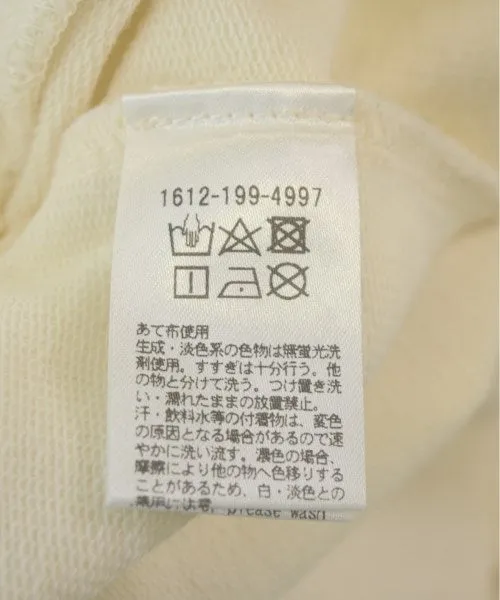 1612-199-4997
あて布使用
生成・淡色系の色物は無蛍光洗
剤使用。すすぎは十分行う。他
の物と分けて洗う。つけ置き洗
い・濡れたままの放置禁止。
汗・飲料水等の付着物は、変色
の原因となる場合があるので速
やかに洗い流す。濃色の場合、
摩擦により他の物へ色移りする
ことがあるため、白・淡色との
please wash